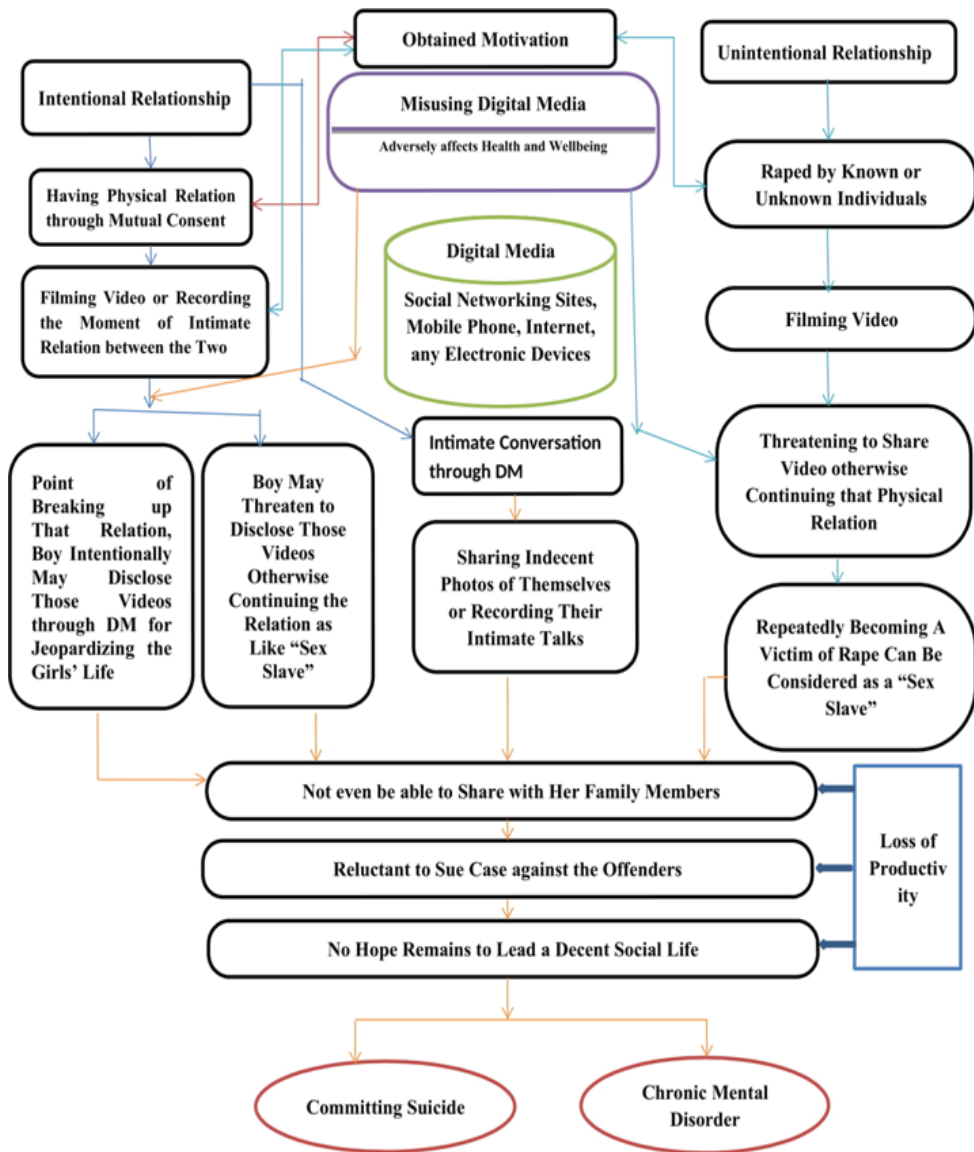 Obtained Motivation
Unintentional Relationship
Intentional Relationship
Misusing Digital Media
Adversely affects Health and Wellbeing
Having Physical Relation
through Mutual Consent
Raped by Known or
Unknown Individuals
Digital Media
Social Networking Sites,
Mobile Phone, Internet,
any Electronic Devices
Filming Video or Recording
the Moment of Intimate
Relation between the Two
Filming Video
Point of
Breaking up
That Relation,
Boy Intentionally
May Disclose
Those Videos
through DM for
Jeopardizing the
Girls’ Life
Boy May
Threaten to
Disclose Those
Videos
Otherwise
Continuing the
Relation as
Like “Sex
Slave”
Intimate Conversation
through DM
Threatening to Share
Video otherwise
Continuing that Physical
Relation
Sharing Indecent
Photos of Themselves
or Recording Their
Intimate Talks
Repeatedly Becoming A
Victim of Rape Can Be
Considered as a “Sex
Slave”
Not even be able to Share with Her Family Members
Reluctant to Sue Case against the Offenders
No Hope Remains to Lead a Decent Social Life
Loss of
Productiv
ity
Committing Suicide
Chronic Mental
Disorder